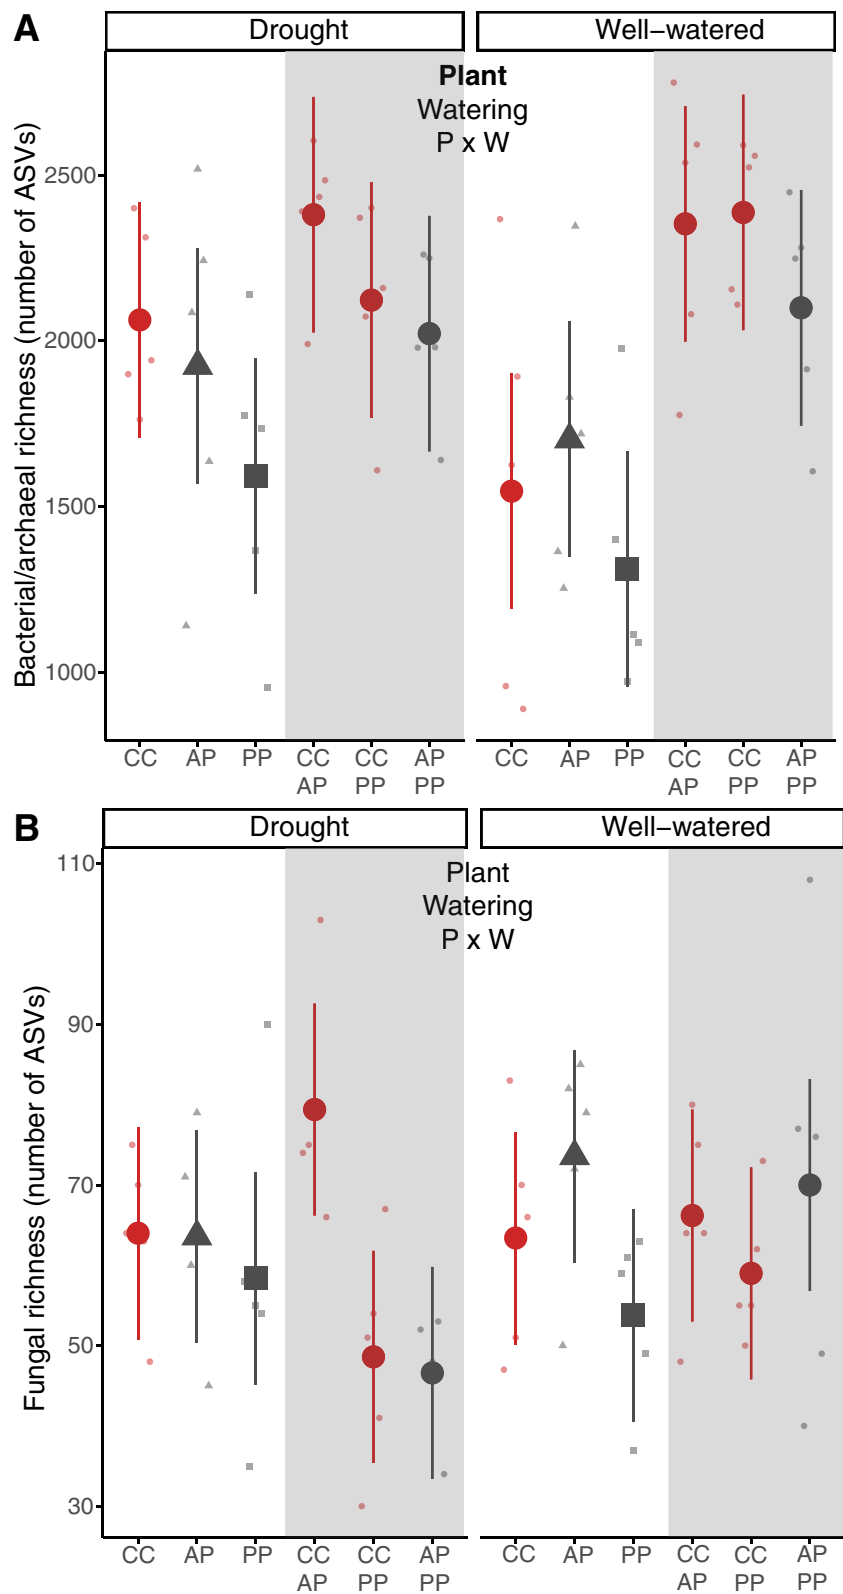 A
Drought
Well−watered
Plant
Watering
P x W
Bacterial/archaeal richness (number of ASVs)
2500
2000
1500
1000
CC AP PP CC CC AP CC AP PP CC CC AP
AP PP PP AP PP PP
B
Drought
Well−watered
Plant
Watering
P x W
Fungal richness (number of ASVs)
110
90
70
50
30
CC AP PP CC CC AP CC AP PP CC CC AP
AP PP PP AP PP PP